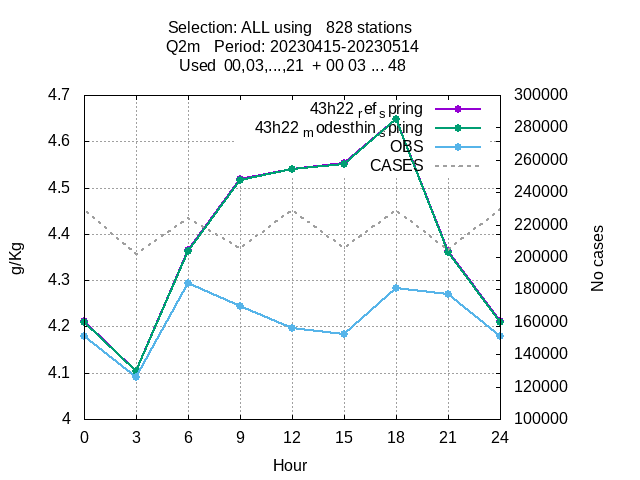 Selection: ALL using   828 stations
Q2m   Period: 20230415-20230514
Used  00,03,...,21  + 00 03 ... 48
4.7
4.6
4.5
4.4
4.3
4.2
4.1
4
300000
280000
260000
240000
220000
200000
180000
160000
140000
120000
100000
43h22 ref spring
43h22 modesthin spring
OBS
CASES
g/Kg
No cases
0 3 6 9 12 15 18 21 24
Hour